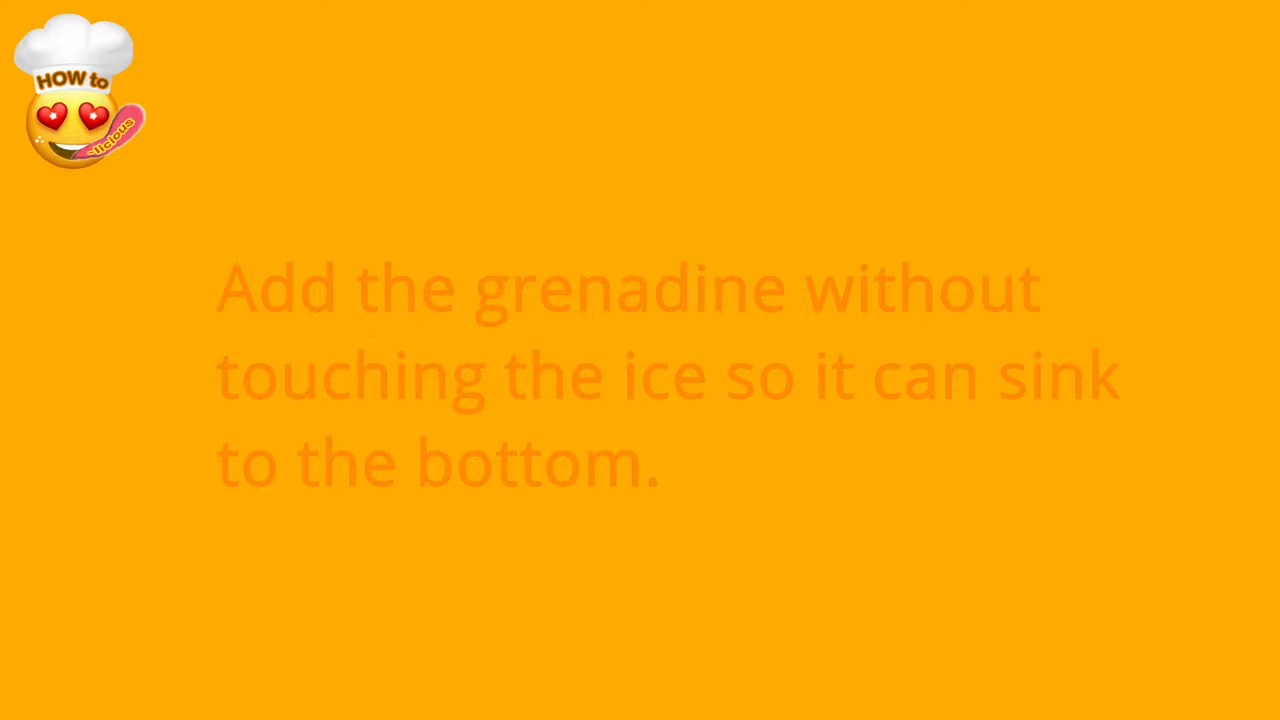 HOW to
-licious
Add the grenadine without
touching the ice so it can sink
to the bottom.